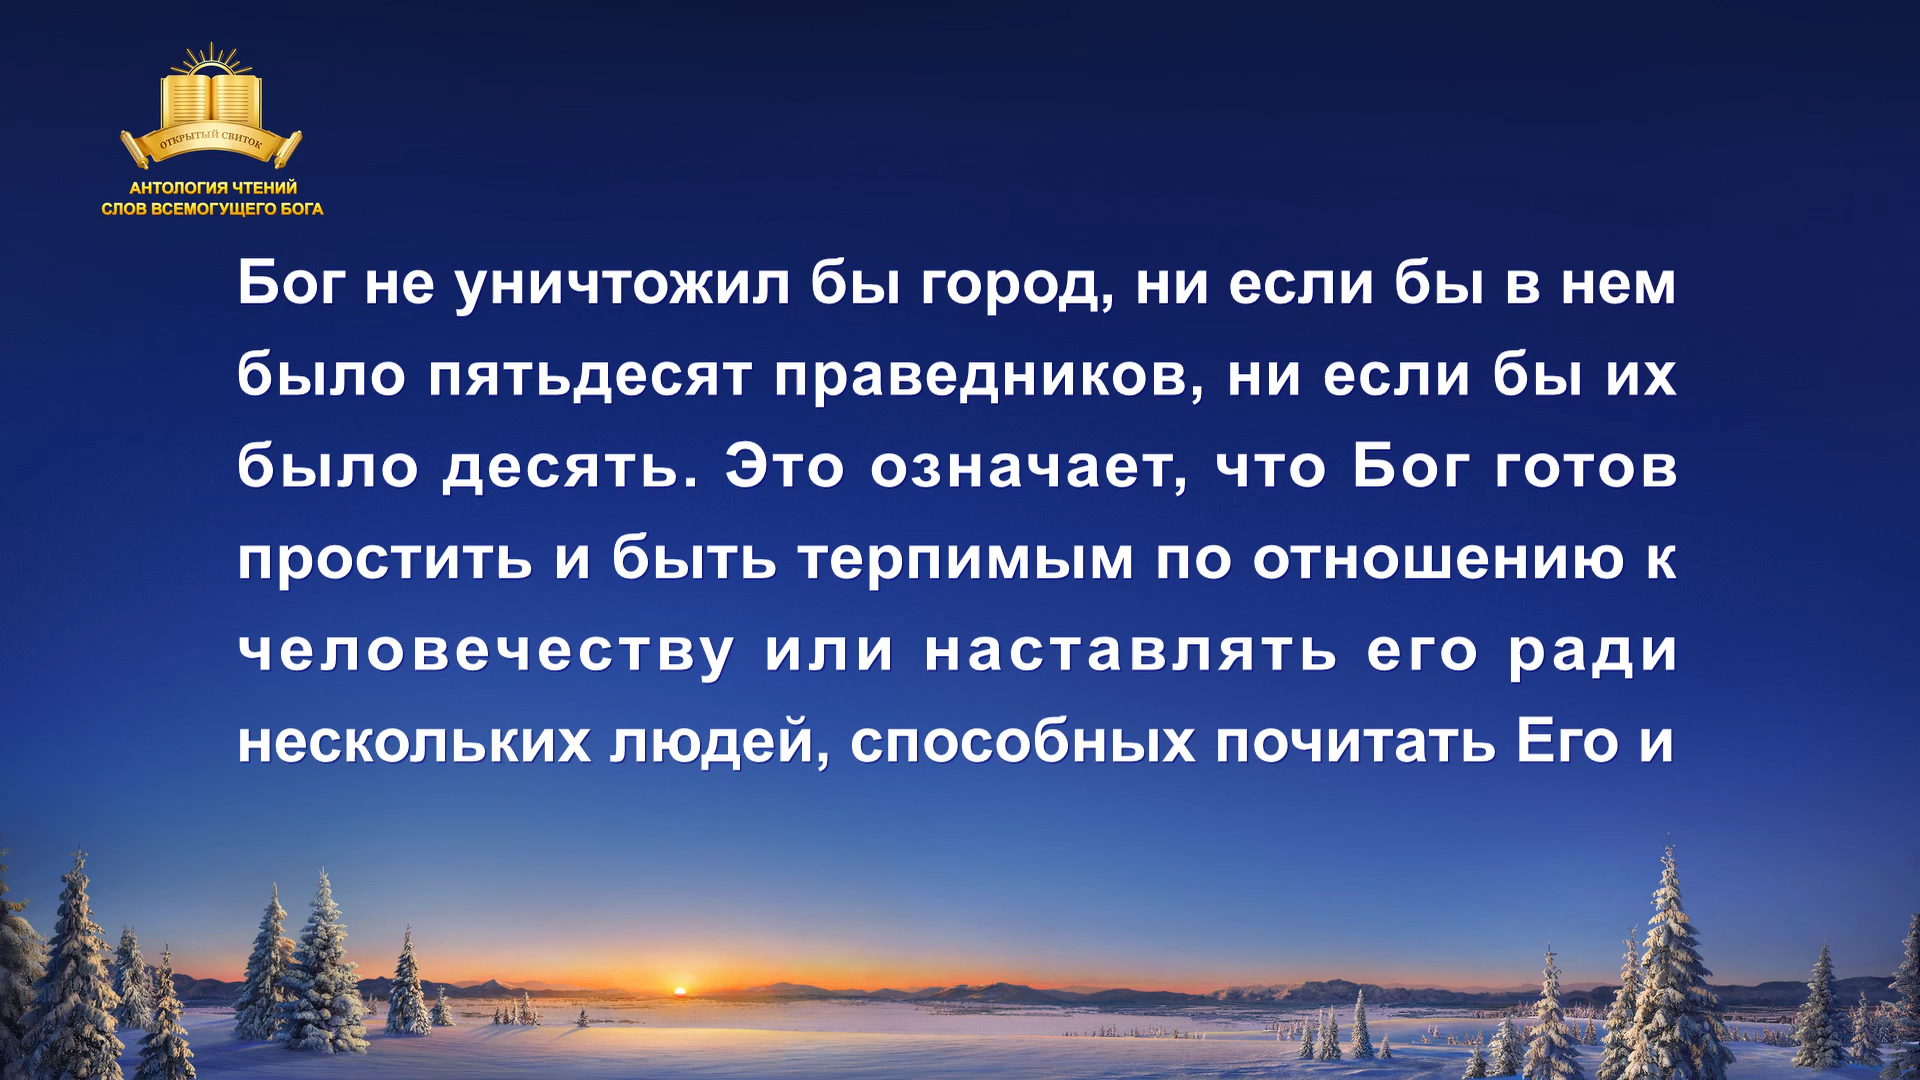 ОТКРЫТЫЙ СВИТОК
АНТОЛОГИЯ ЧТЕНИЙ
СЛОВ ВСЕМОГУЩЕГО БОГА
Бог не уничтожил бы город, ни если бы в нем
было пятьдесят праведников, ни если бы их
было десять. Это означает, что Бог готов
простить и быть терпимым по отношению к
человечеству или наставлять его ради
нескольких людей, способных почитать Его и